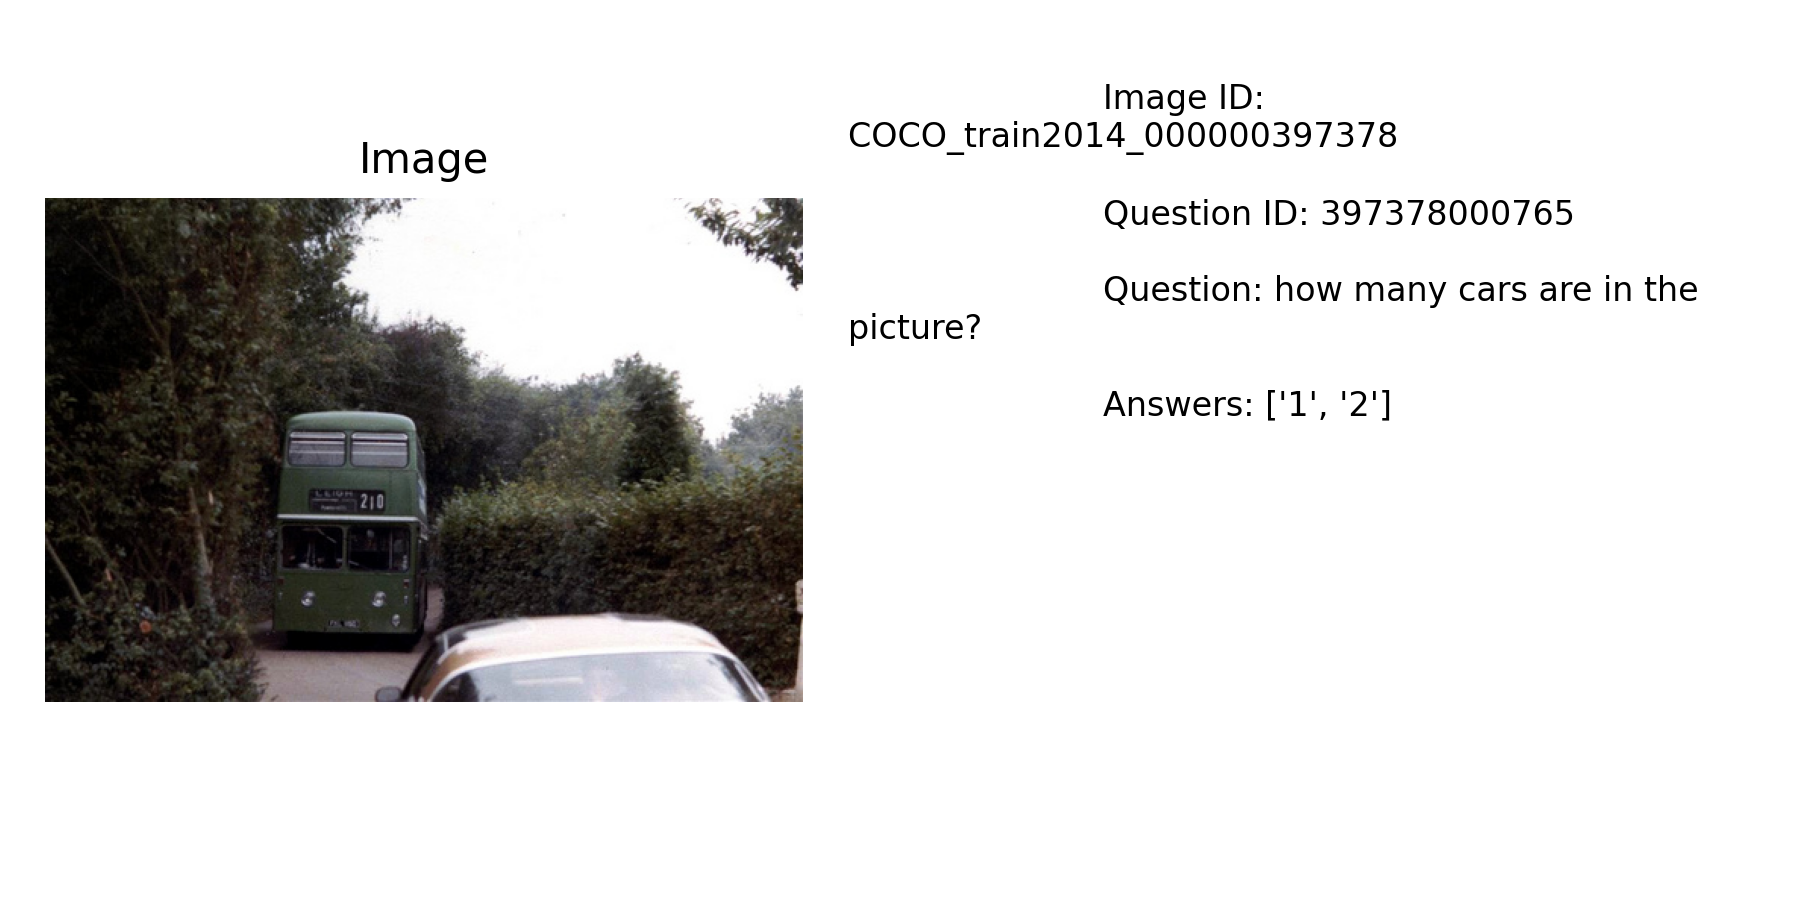 Image ID:
COCO_train2014_000000397378
Question ID: 397378000765
Question: how many cars are in the
picture?
Answers: ['1', '2']
Image
LEIGH
210